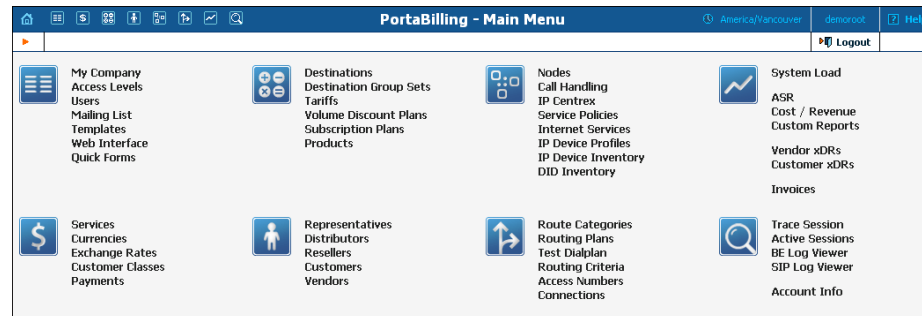 PortaBilling - Main Menu
America/Vancouver
demoroot
Hel
Logout
My Company
Access Levels
Users
Mailing List
Templates
Web Interface
Quick Forms
Destinations
Destination Group Sets
Tariffs
Volume Discount Plans
Subscription Plans
Products
Nodes
Call Handling
IP Centrex
Service Policies
Internet Services
IP Device Profiles
IP Device Inventory
DID Inventory
System Load
ASR
Cost / Revenue
Custom Reports
Vendor xDRs
Customer xDRs
Invoices
Services
Currencies
Exchange Rates
Customer Classes
Payments
Representatives
Distributors
Resellers
Customers
Vendors
Route Categories
Routing Plans
Test Dialplan
Routing Criteria
Access Numbers
Connections
Trace Session
Active Sessions
BE Log Viewer
SIP Log Viewer
Account Info